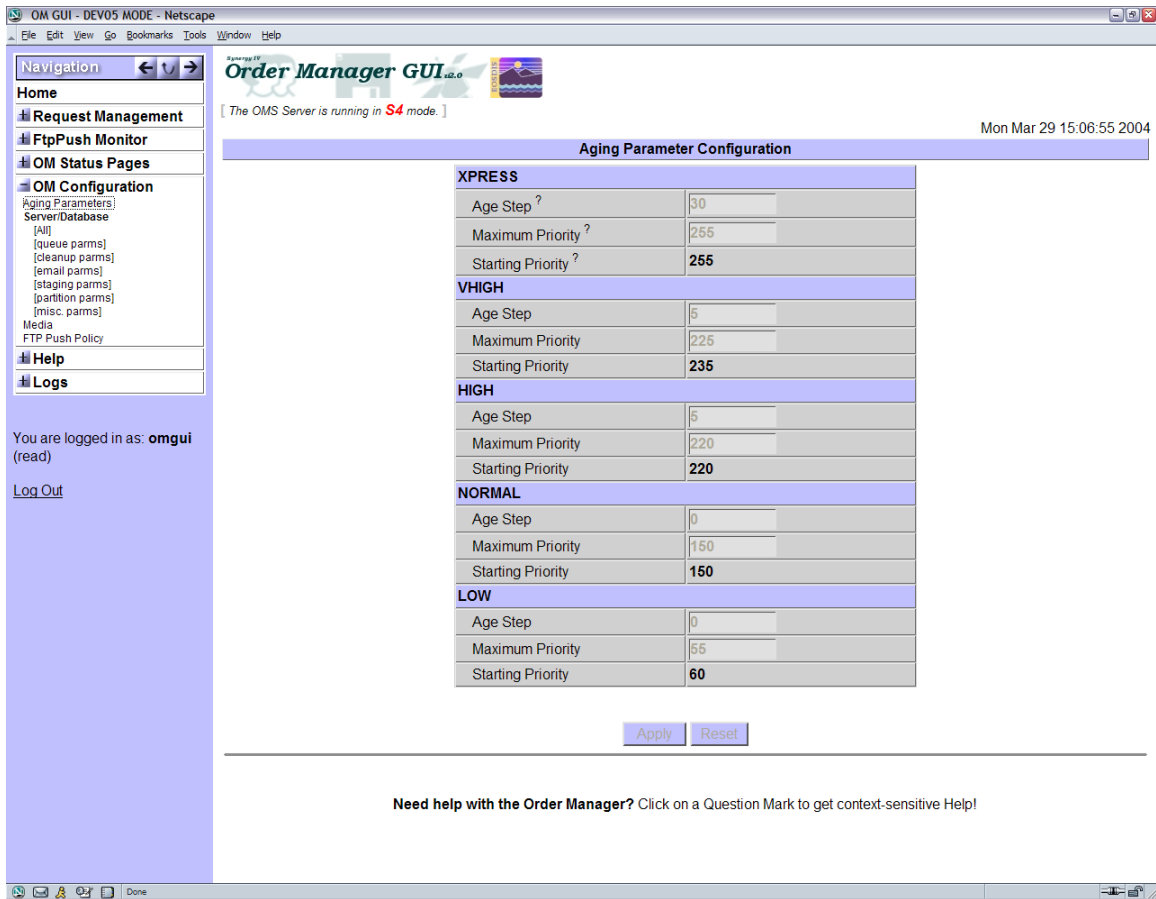 OM GUI - DEV05 MODE - Netscape
File Edit View Go Bookmarks Tools Window Help
Navigation
Home
Request Management
FtpPush Monitor
OM Status Pages
OM Configuration
Aging Parameters
Server/Database
[All]
[queue parms]
[cleanup parms]
[email parms]
[staging parms]
[partition parms]
[misc. parms]
Media
FTP Push Policy
Help
Logs
You are logged in as: omgui
(read)
Log Out
Synergy IV
Order Manager GUI v2.0
EOSDIS
[ The OMS Server is running in S4 mode. ]
Mon Mar 29 15:06:55 2004
Aging Parameter Configuration
XPRESS
Age Step ? 30
Maximum Priority ? 255
Starting Priority ? 255
VHIGH
Age Step 5
Maximum Priority 225
Starting Priority 235
HIGH
Age Step 5
Maximum Priority 220
Starting Priority 220
NORMAL
Age Step 0
Maximum Priority 150
Starting Priority 150
LOW
Age Step 0
Maximum Priority 55
Starting Priority 60
Apply Reset
Need help with the Order Manager? Click on a Question Mark to get context-sensitive Help!
Done